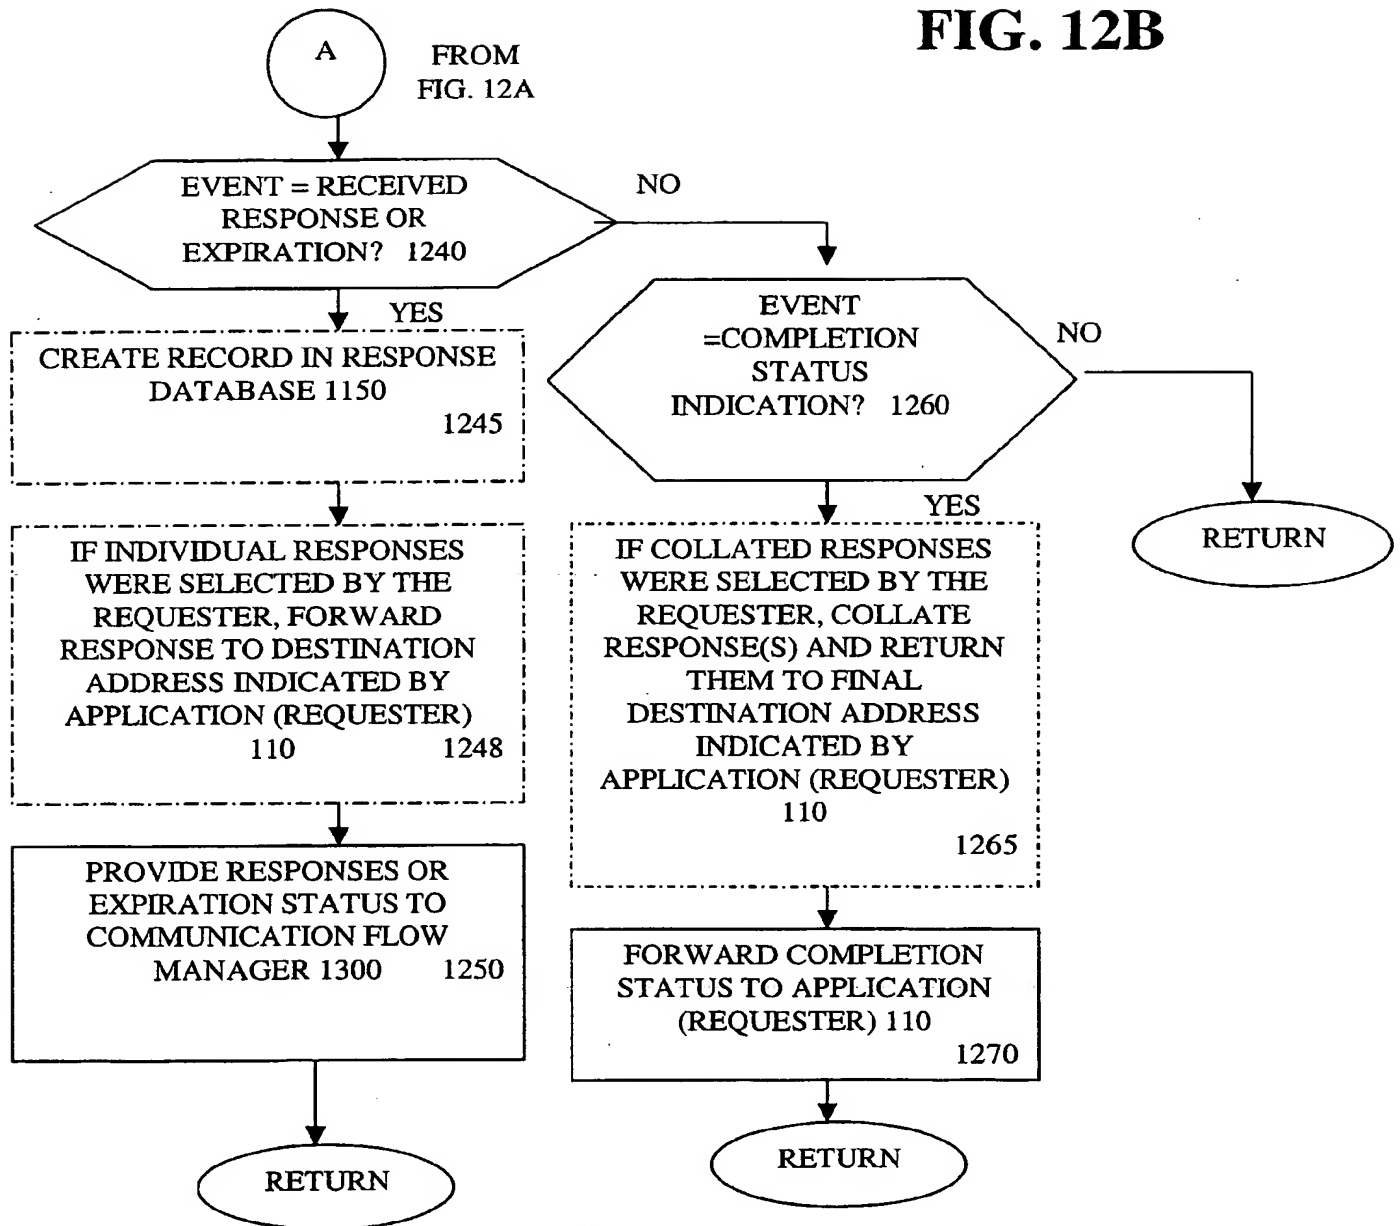 FIG. 12B
A
FROM
FIG. 12A
EVENT = RECEIVED
RESPONSE OR
EXPIRATION? 1240
NO
YES
CREATE RECORD IN RESPONSE
DATABASE 1150
1245
IF INDIVIDUAL RESPONSES
WERE SELECTED BY THE
REQUESTER, FORWARD
RESPONSE TO DESTINATION
ADDRESS INDICATED BY
APPLICATION (REQUESTER)
110 1248
PROVIDE RESPONSES OR
EXPIRATION STATUS TO
COMMUNICATION FLOW
MANAGER 1300 1250
RETURN
EVENT
=COMPLETION
STATUS
INDICATION? 1260
NO
RETURN
YES
IF COLLATED RESPONSES
WERE SELECTED BY THE
REQUESTER, COLLATE
RESPONSE(S) AND RETURN
THEM TO FINAL
DESTINATION ADDRESS
INDICATED BY
APPLICATION (REQUESTER)
110
1265
FORWARD COMPLETION
STATUS TO APPLICATION
(REQUESTER) 110
1270
RETURN